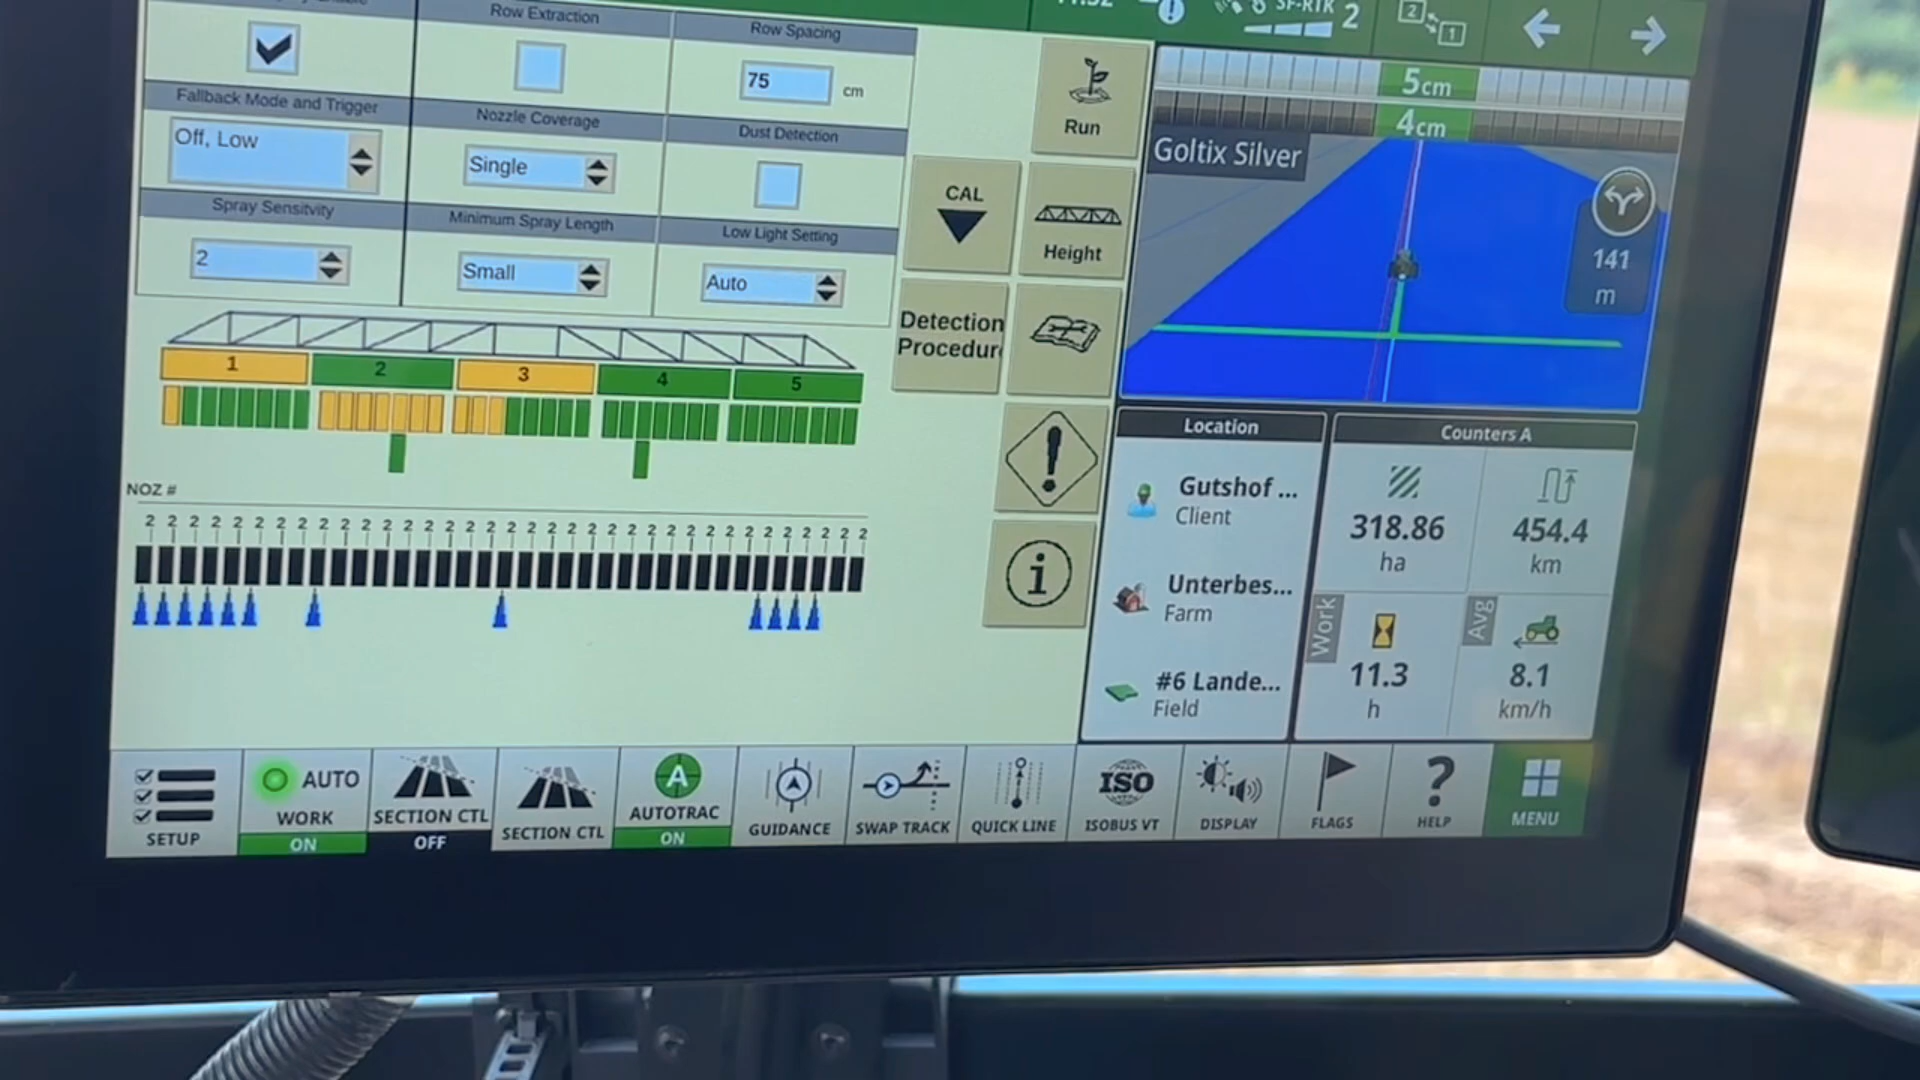 Row Extraction
Row Spacing
75 cm
Fallback Mode and Trigger
Nozzle Coverage
Dust Detection
Off, Low
Single
Spray Sensitivity
Minimum Spray Length
Low Light Setting
2
Small
Auto
1 2 3 4 5
NOZ #
2 2 2 2 2 2 2 2 2 2 2 2 2 2 2 2 2 2 2 2 2 2 2 2 2 2 2 2 2 2 2 2 2 2 2
Run
CAL
Height
Detection
Procedur
SF-RTK 2
2
1
5cm
4cm
Goltix Silver
141
m
Location
Gutshof ...
Client
Unterbes...
Farm
#6 Lande...
Field
Counters A
318.86
ha
454.4
km
Work
11.3
h
Avg
8.1
km/h
SETUP
AUTO
WORK
ON
SECTION CTL
OFF
SECTION CTL
A
AUTOTRAC
ON
GUIDANCE
SWAP TRACK
QUICK LINE
ISO
ISOBUS VT
DISPLAY
FLAGS
HELP
MENU